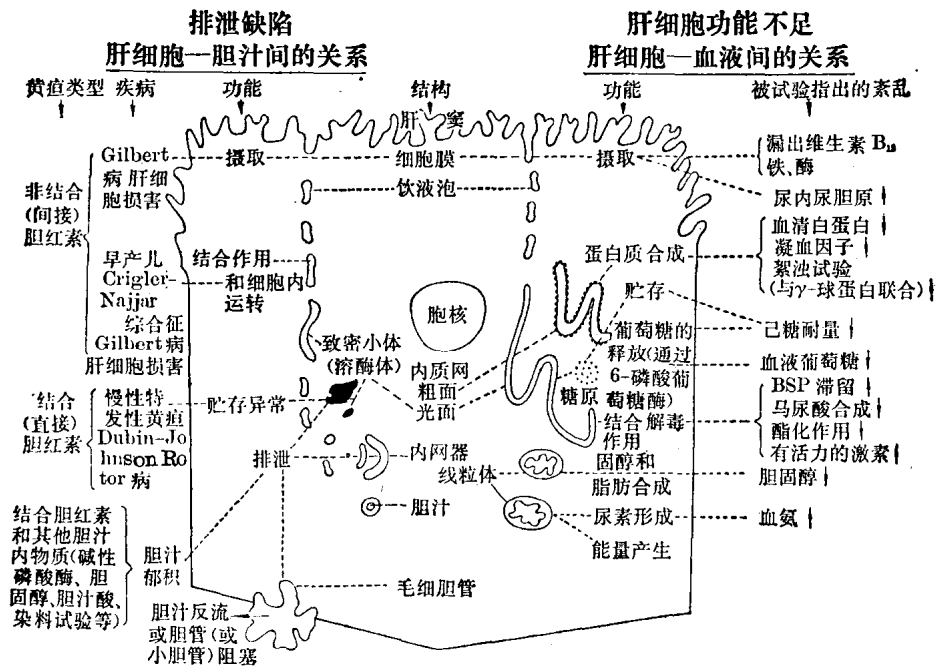 排泄缺陷
肝细胞—胆汁间的关系
肝细胞功能不足
肝细胞—血液间的关系
黄疸类型 疾病 功能 结构 功能 被试验指出的紊乱
肝窦
非结合
(间接)
胆红素
Gilbert
病肝细
胞损害
早产儿
Crigler-
Najjar
综合征
Gilbert病
肝细胞损害
结合
(直接)
胆红素
慢性特
发性黄疸
Dubin-Jo
hnson Ro
tor病
结合胆红素
和其他胆汁
内物质(碱性
磷酸酶、胆
固醇、胆汁酸、
染料试验等)
胆汁
郁积
摄取
结合作用
和细胞内
运转
贮存异常
排泄
胆汁反流
或胆管(或
小胆管)阻塞
细胞膜
饮液泡
胞核
致密小体
(溶酶体)
内质网
粗面
光面
内网器
线粒体
胆汁
毛细胆管
摄取
蛋白质合成
贮存
葡萄糖的
释放(通过
6-磷酸葡
萄糖酶)
糖原
结合解毒
作用
固醇和
脂肪合成
尿素形成
能量产生
漏出维生素B₁₂
铁、酶
尿内尿胆原
血清白蛋白
凝血因子
絮浊试验
(与γ-球蛋白联合)
己糖耐量
血液葡萄糖
BSP 滞留
马尿酸合成
酯化作用
有活力的激素
胆固醇
血氨